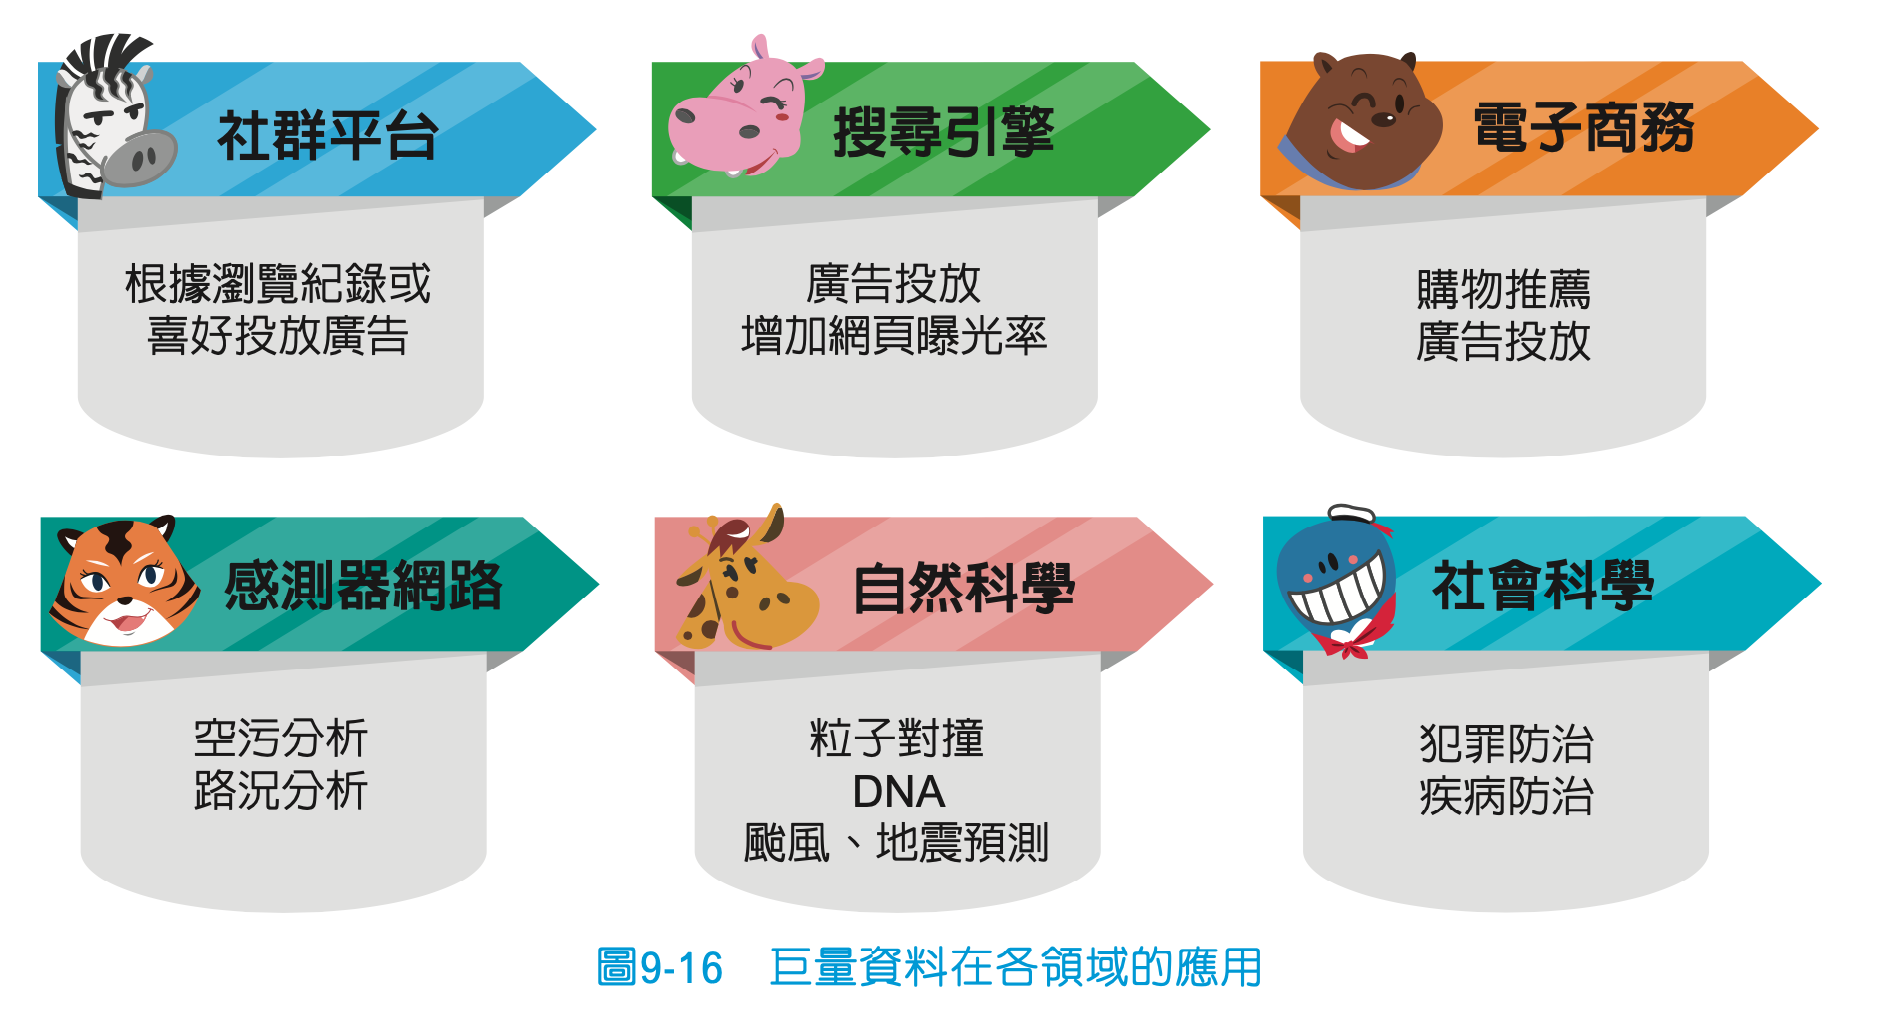 社群平台
根據瀏覽紀錄或
喜好投放廣告
搜尋引擎
廣告投放
增加網頁曝光率
電子商務
購物推薦
廣告投放
感測器網路
空污分析
路況分析
自然科學
粒子對撞
DNA
颱風、地震預測
社會科學
犯罪防治
疾病防治
圖9-16 巨量資料在各領域的應用